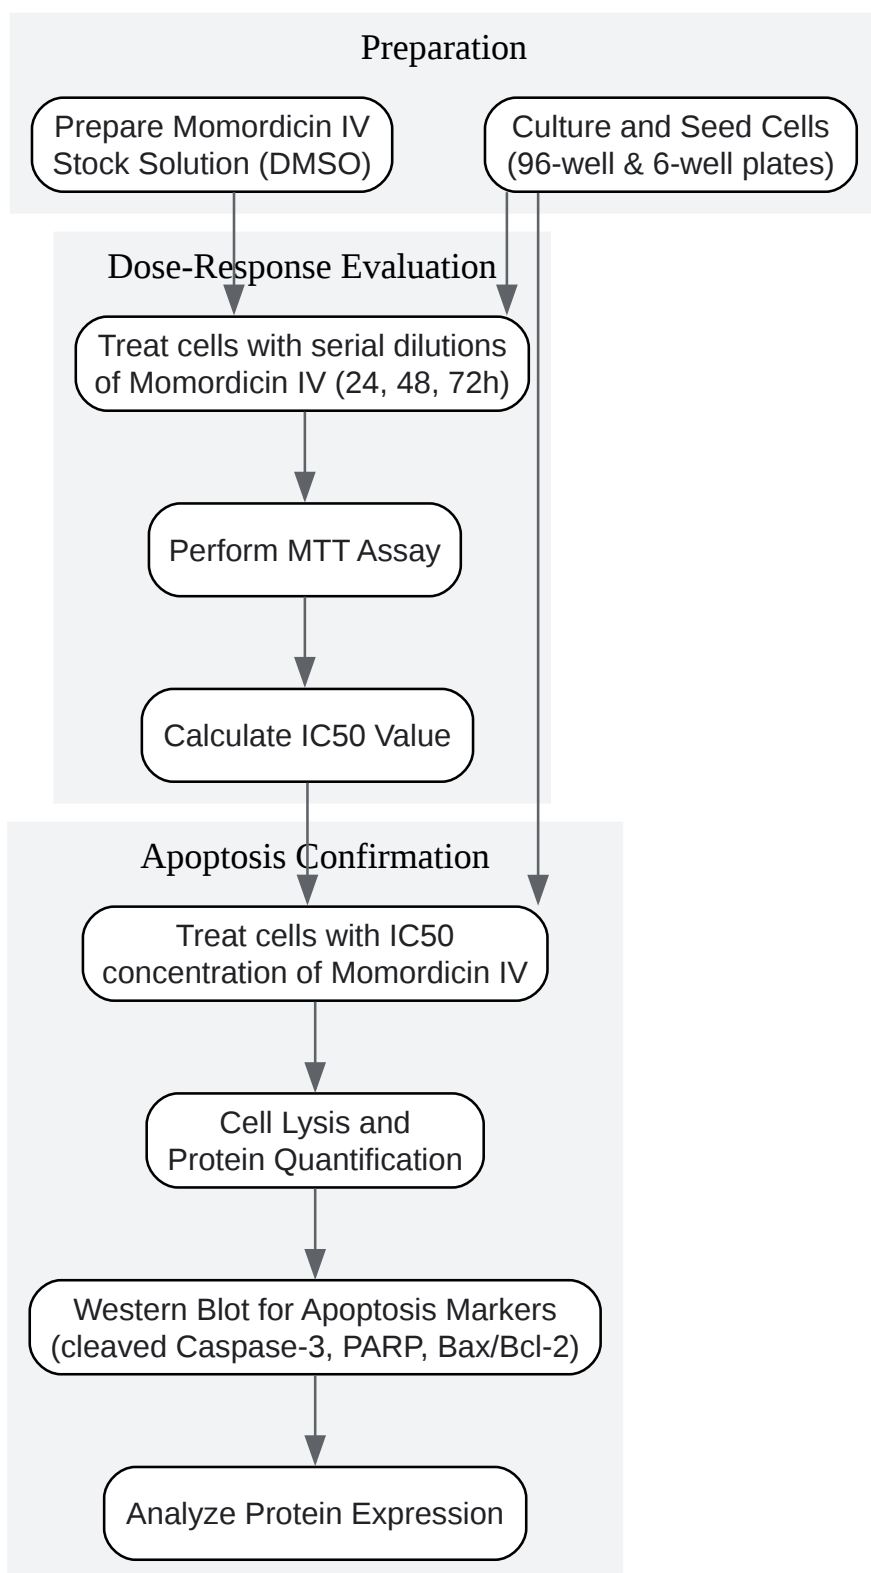 Preparation
Prepare Momordicin IV
Stock Solution (DMSO)
Culture and Seed Cells
(96-well & 6-well plates)
Dose-Response Evaluation
Treat cells with serial dilutions
of Momordicin IV (24, 48, 72h)
Perform MTT Assay
Calculate IC50 Value
Apoptosis Confirmation
Treat cells with IC50
concentration of Momordicin IV
Cell Lysis and
Protein Quantification
Western Blot for Apoptosis Markers
(cleaved Caspase-3, PARP, Bax/Bcl-2)
Analyze Protein Expression